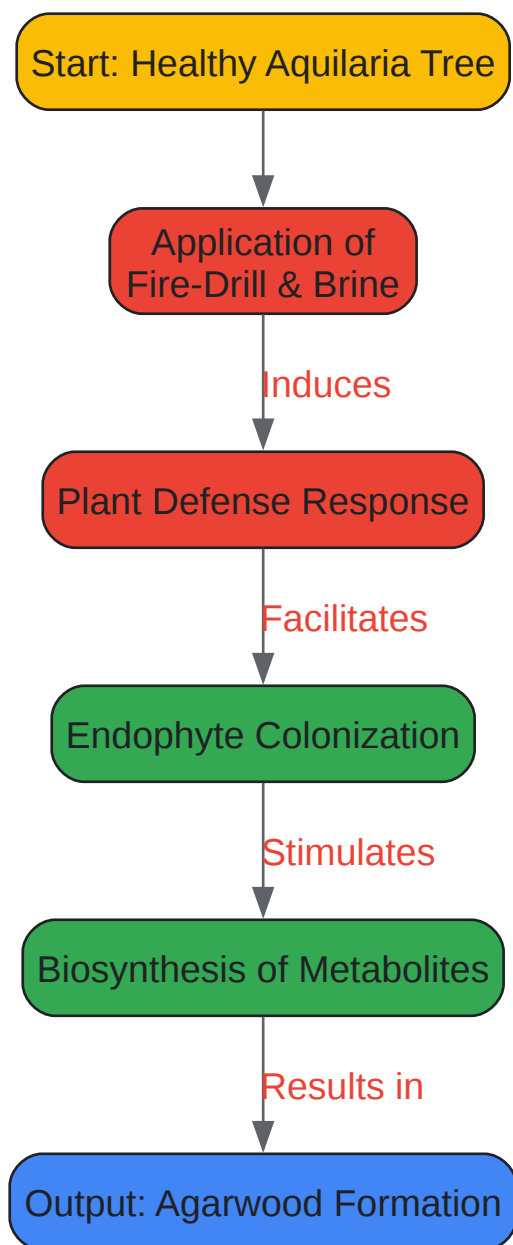 Start: Healthy Aquilaria Tree
Application of
Fire-Drill & Brine
Induces
Plant Defense Response
Facilitates
Endophyte Colonization
Stimulates
Biosynthesis of Metabolites
Results in
Output: Agarwood Formation